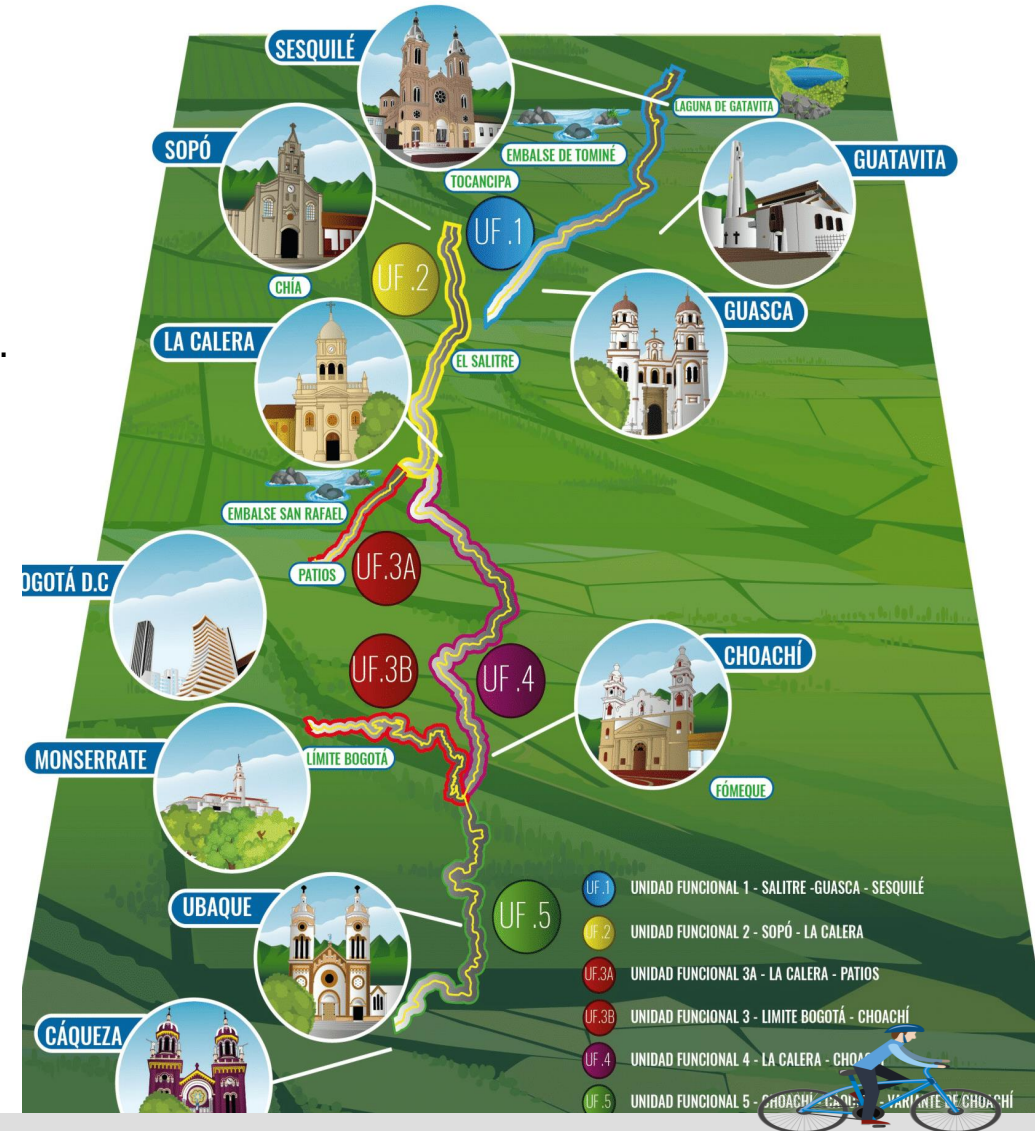 SESQUILÉ
LAGUNA DE GATAVITA
SOPÓ
EMBALSE DE TOMINÉ
GUATAVITA
TOCANCIPA
UF.1
UF.2
CHÍA
GUASCA
LA CALERA
EL SALITRE
EMBALSE SAN RAFAEL
PATIOS
UF.3A
OGOTÁ D.C
UF.3B
UF.4
CHOACHÍ
MONSERRATE
LÍMITE BOGOTÁ
FÓMEQUE
UBAQUE
UF.5
UF.1 UNIDAD FUNCIONAL 1 - SALITRE -GUASCA - SESQUILÉ
UF.2 UNIDAD FUNCIONAL 2 - SOPÓ - LA CALERA
UF.3A UNIDAD FUNCIONAL 3A - LA CALERA - PATIOS
UF.3B UNIDAD FUNCIONAL 3 - LIMITE BOGOTÁ - CHOACHÍ
CÁQUEZA
UF.4 UNIDAD FUNCIONAL 4 - LA CALERA -
UF.5 UNIDAD FUNCIONAL 5 - CHOACHÍ - - VARIANTE DE CHOACHÍ